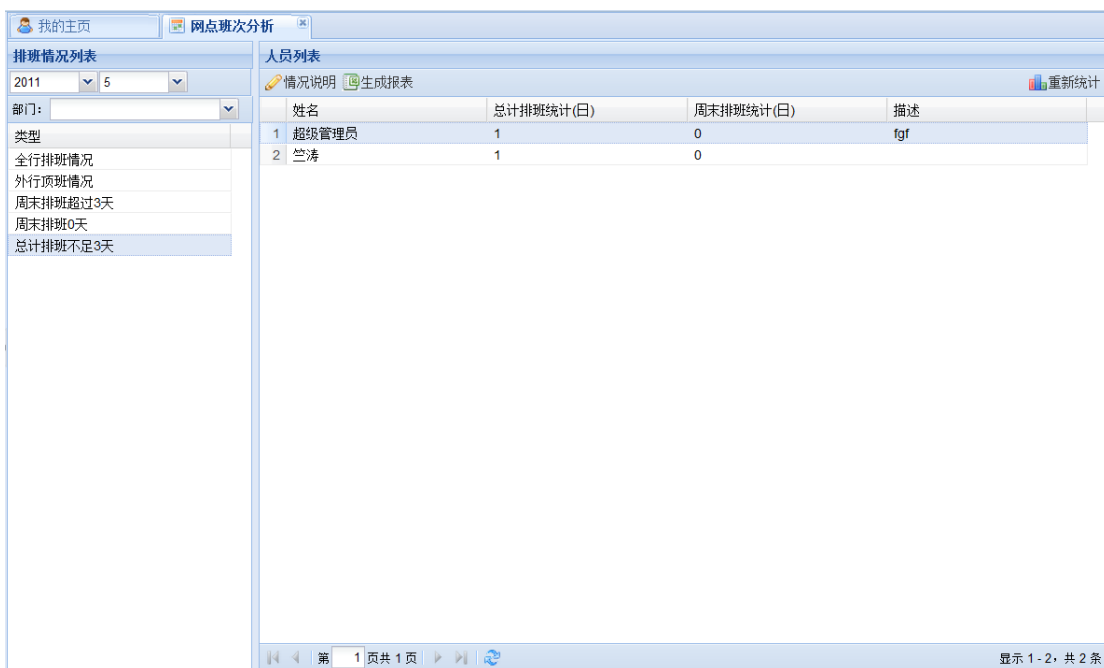 我的主页 网点班次分析
排班情况列表
2011 5
部门:
类型
全行排班情况
外行顶班情况
周末排班超过3天
周末排班0天
总计排班不足3天
人员列表
情况说明 生成报表 重新统计
姓名 总计排班统计(日) 周末排班统计(日) 描述
1 超级管理员 1 0 fgf
2 竺涛 1 0
第 1 页共 1 页 显示 1 - 2，共 2 条